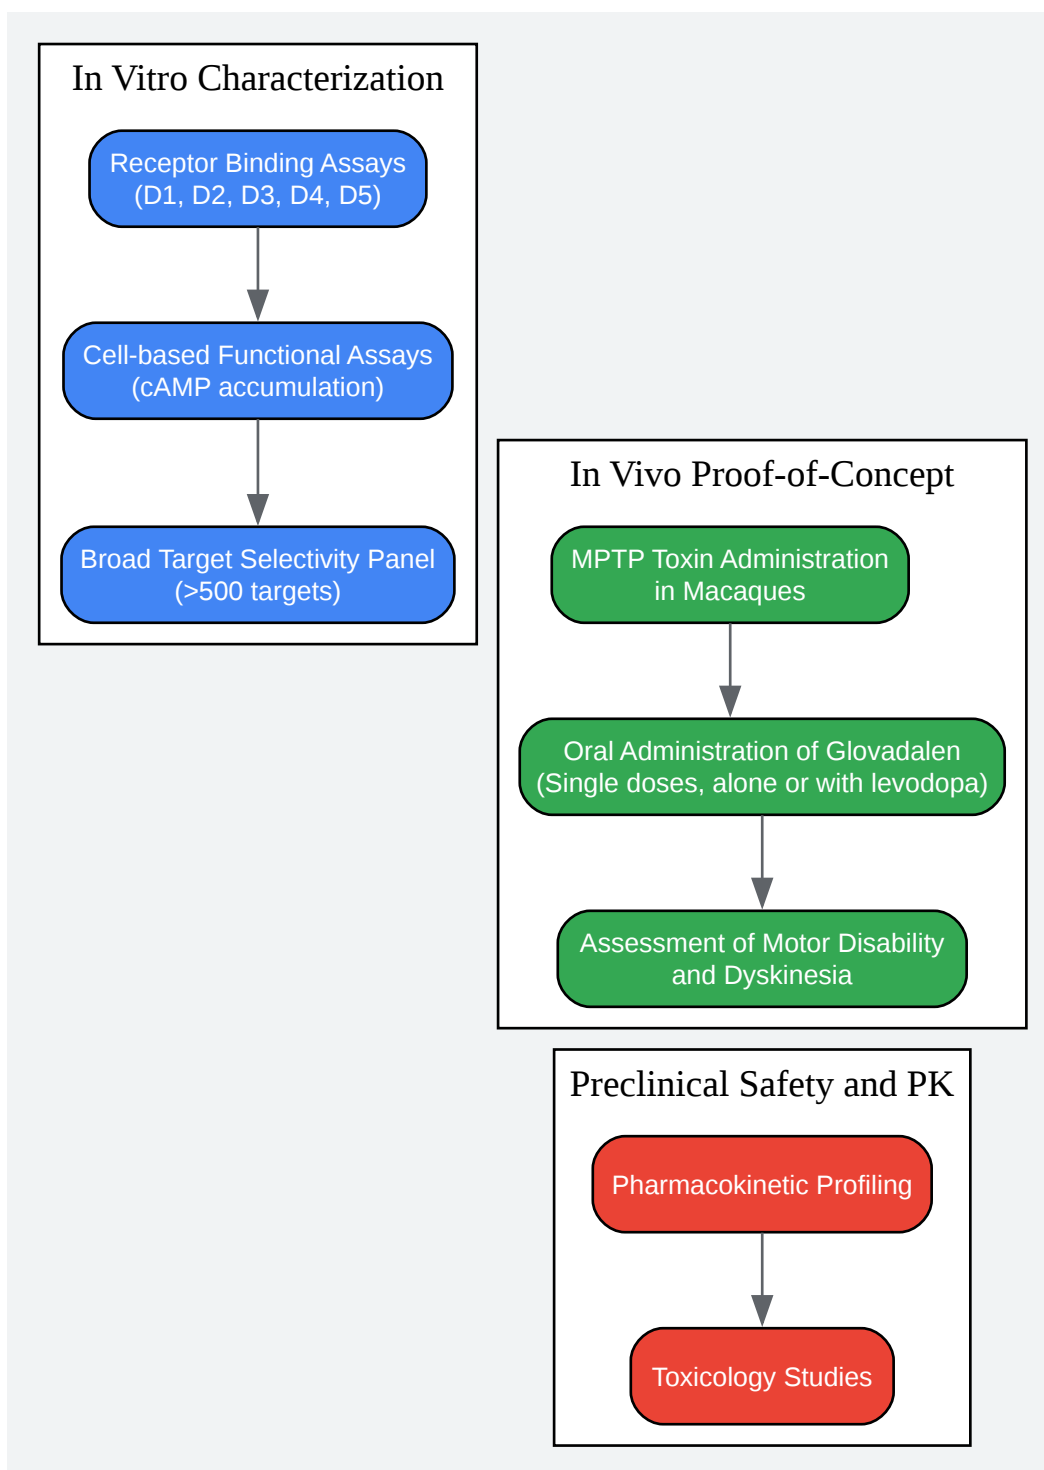 In Vitro Characterization
Receptor Binding Assays
(D1, D2, D3, D4, D5)
Cell-based Functional Assays
(cAMP accumulation)
Broad Target Selectivity Panel
(>500 targets)
In Vivo Proof-of-Concept
MPTP Toxin Administration
in Macaques
Oral Administration of Glovadalen
(Single doses, alone or with levodopa)
Assessment of Motor Disability
and Dyskinesia
Preclinical Safety and PK
Pharmacokinetic Profiling
Toxicology Studies